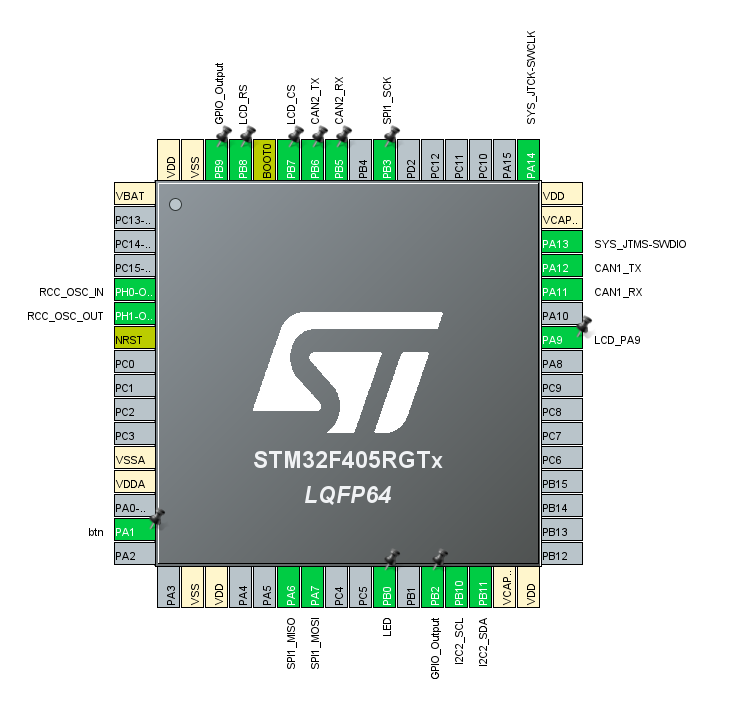 GPIO_Output
LCD_RS
LCD_CS
CAN2_TX
CAN2_RX
SPI1_SCK
SYS_JTCK-SWCLK
VDD
VSS
PB9
PB8
BOOT0
PB7
PB6
PB5
PB4
PB3
PD2
PC12
PC11
PC10
PA15
PA14
VBAT
PC13-..
PC14-..
PC15-..
RCC_OSC_IN PH0-O..
RCC_OSC_OUT PH1-O..
NRST
PC0
PC1
PC2
PC3
VSSA
VDDA
PA0-..
btn PA1
PA2
STM32F405RGTx
LQFP64
VDD
VCAP..
PA13 SYS_JTMS-SWDIO
PA12 CAN1_TX
PA11 CAN1_RX
PA10
PA9 LCD_PA9
PA8
PC9
PC8
PC7
PC6
PB15
PB14
PB13
PB12
PA3
VSS
VDD
PA4
PA5
PA6
PA7
PC4
PC5
PB0
PB1
PB2
PB10
PB11
VCAP..
VDD
SPI1_MISO
SPI1_MOSI
LED
GPIO_Output
I2C2_SCL
I2C2_SDA